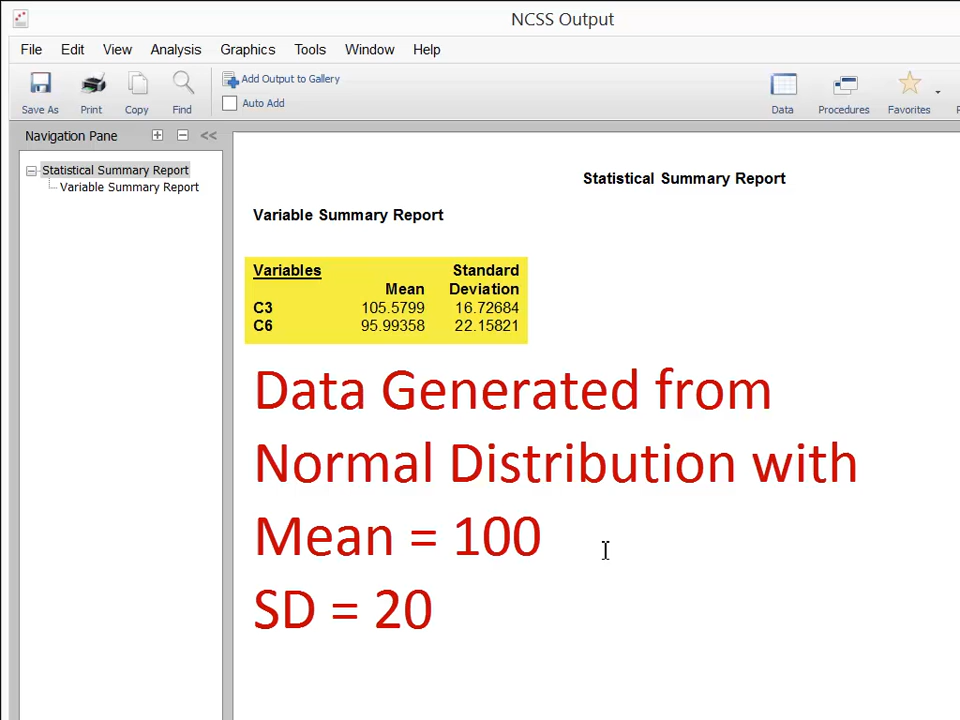 NCSS Output
File Edit View Analysis Graphics Tools Window Help
Add Output to Gallery
Auto Add
Save As Print Copy Find Data Procedures Favorites
Navigation Pane <<
Statistical Summary Report
Variable Summary Report
Statistical Summary Report
Variable Summary Report
Variables Standard
Mean Deviation
C3 105.5799 16.72684
C6 95.99358 22.15821
Data Generated from
Normal Distribution with
Mean = 100
SD = 20